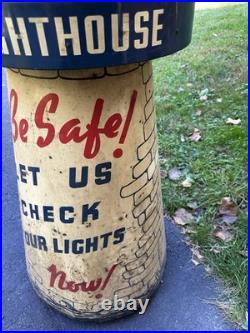 HTHOUSE
Be Safe!
ET US
CHECK
OUR LIGHTS
Now!